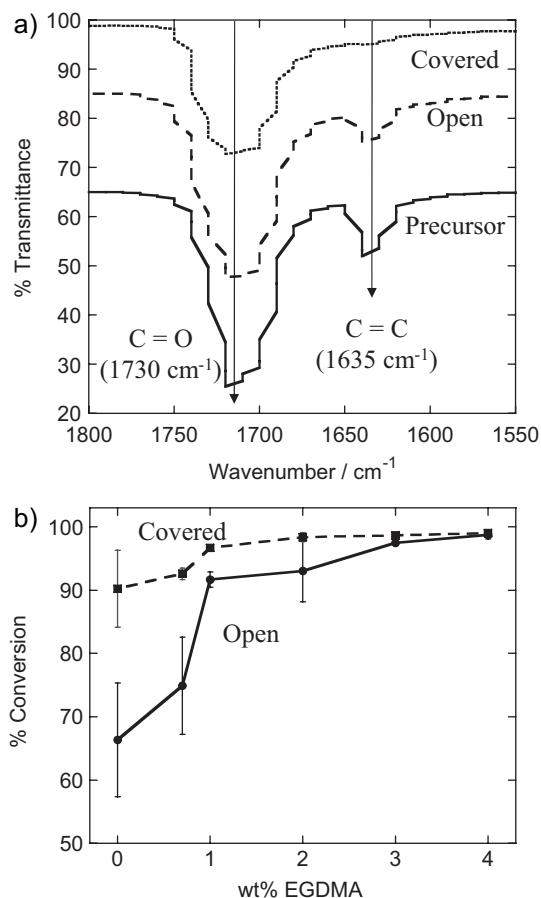 a)
100
90
80
70
60
50
40
30
20
% Transmittance
Covered
Open
Precursor
C = O
(1730 cm⁻¹)
C = C
(1635 cm⁻¹)
1800 1750 1700 1650 1600 1550
Wavenumber / cm⁻¹
b)
100
90
80
70
60
50
% Conversion
Covered
Open
0 1 2 3 4
wt% EGDMA